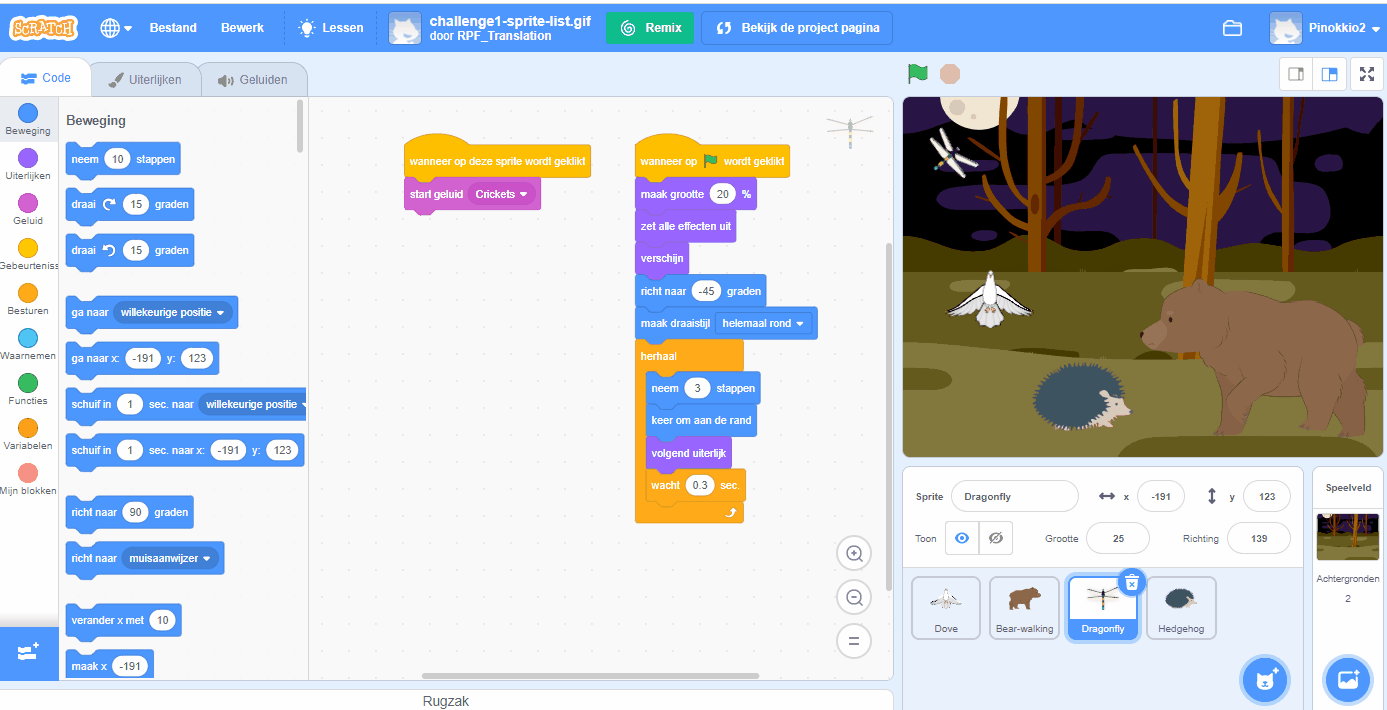 SCRATCH
Bestand
Bewerk
Lessen
challenge1-sprite-list.gif
door RPF_Translation
Remix
Bekijk de project pagina
Pinokkio2
Code
Uiterlijken
Geluiden
Beweging
Uiterlijken
Geluid
Gebeurteniss
Besturen
Waarnemen
Functies
Variabelen
Mijn blokken
Beweging
neem 10 stappen
draai 15 graden
draai 15 graden
ga naar willekeurige positie
ga naar x: -191 y: 123
schuif in 1 sec. naar willekeurige positie
schuif in 1 sec. naar x: -191 y: 123
richt naar 90 graden
richt naar muisaanwijzer
verander x met 10
maak x -191
wanneer op deze sprite wordt geklikt
start geluid Crickets
wanneer op wordt geklikt
maak grootte 20 %
zet alle effecten uit
verschijn
richt naar -45 graden
maak draaistijl helemaal rond
herhaal
neem 3 stappen
keer om aan de rand
volgend uiterlijk
wacht 0.3 sec.
Rugzak
Sprite Dragonfly x -191 y 123
Toon Grootte 25 Richting 139
Dove
Bear-walking
Dragonfly
Hedgehog
Speelveld
Achtergronden
2